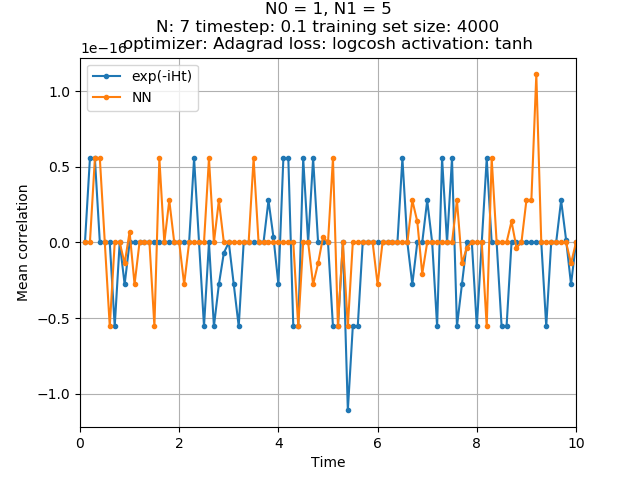 N0 = 1, N1 = 5
N: 7 timestep: 0.1 training set size: 4000
optimizer: Adagrad loss: logcosh activation: tanh
1e−16
exp(-iHt)
NN
1.0
0.5
0.0
−0.5
−1.0
Mean correlation
0 2 4 6 8 10
Time